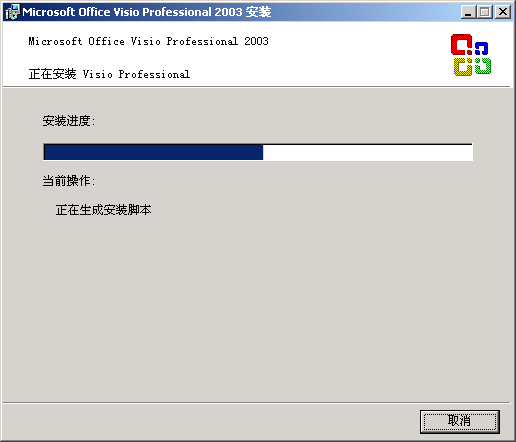 Microsoft Office Visio Professional 2003 安装
Microsoft Office Visio Professional 2003
正在安装 Visio Professional
安装进度:
当前操作:
正在生成安装脚本
取消